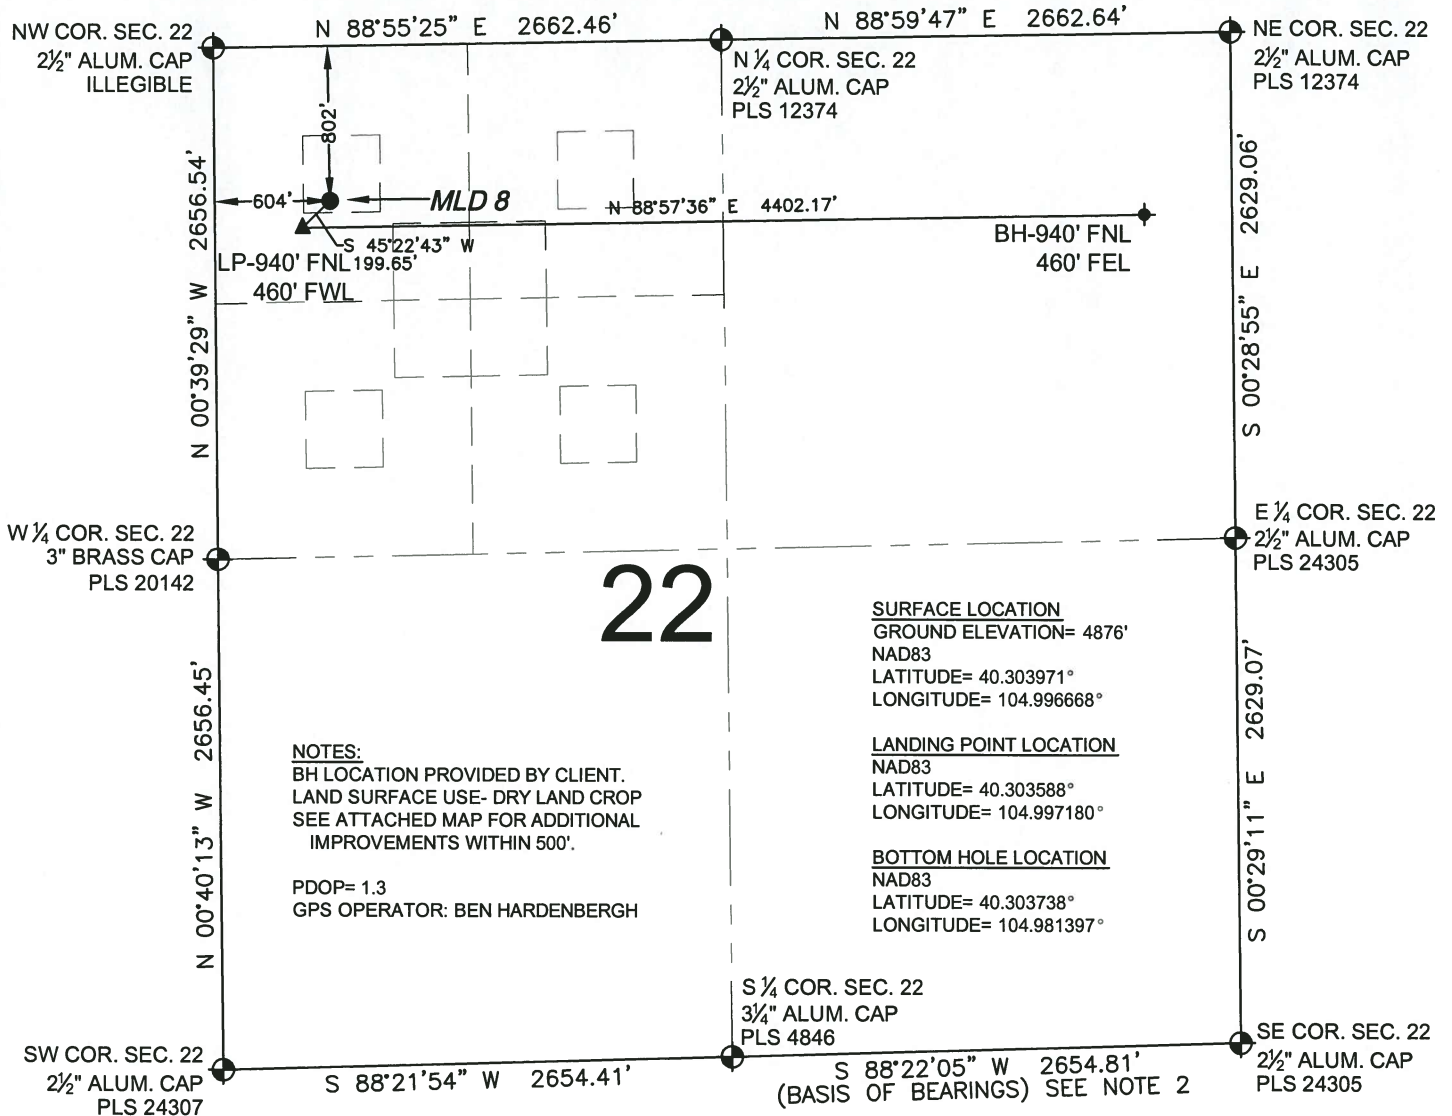 N 88°55'25" E 2662.46'
N 88°59'47" E 2662.64'
NW COR. SEC. 22
2½" ALUM. CAP
ILLEGIBLE
N ¼ COR. SEC. 22
2½" ALUM. CAP
PLS 12374
NE COR. SEC. 22
2½" ALUM. CAP
PLS 12374
802'
604'
MLD 8
N 88°57'36" E 4402.17'
S 45°22'43" W
199.65'
LP-940' FNL
460' FWL
BH-940' FNL
460' FEL
N 00°39'29" W 2656.54'
S 00°28'55" E 2629.06'
W ¼ COR. SEC. 22
3" BRASS CAP
PLS 20142
E ¼ COR. SEC. 22
2½" ALUM. CAP
PLS 24305
22
SURFACE LOCATION
GROUND ELEVATION= 4876'
NAD83
LATITUDE= 40.303971°
LONGITUDE= 104.996668°
LANDING POINT LOCATION
NAD83
LATITUDE= 40.303588°
LONGITUDE= 104.997180°
BOTTOM HOLE LOCATION
NAD83
LATITUDE= 40.303738°
LONGITUDE= 104.981397°
NOTES:
BH LOCATION PROVIDED BY CLIENT.
LAND SURFACE USE- DRY LAND CROP
SEE ATTACHED MAP FOR ADDITIONAL
IMPROVEMENTS WITHIN 500'.
PDOP= 1.3
GPS OPERATOR: BEN HARDENBERGH
N 00°40'13" W 2656.45'
S 00°29'11" E 2629.07'
S ¼ COR. SEC. 22
3¼" ALUM. CAP
PLS 4846
SW COR. SEC. 22
2½" ALUM. CAP
PLS 24307
SE COR. SEC. 22
2½" ALUM. CAP
PLS 24305
S 88°21'54" W 2654.41'
S 88°22'05" W 2654.81'
(BASIS OF BEARINGS) SEE NOTE 2